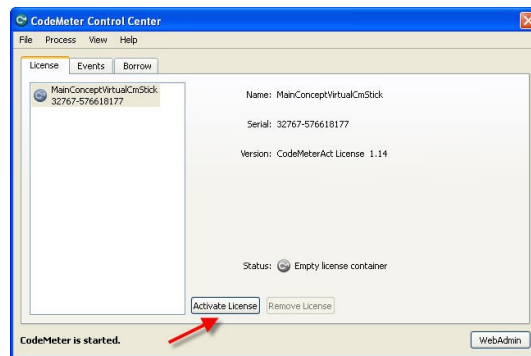 CodeMeter Control Center
File Process View Help
License Events Borrow
MainConceptVirtualCmStick
32767-576618177
Name: MainConceptVirtualCmStick
Serial: 32767-576618177
Version: CodeMeterAct License 1.14
Status: Empty license container
Activate License Remove License
CodeMeter is started.
WebAdmin